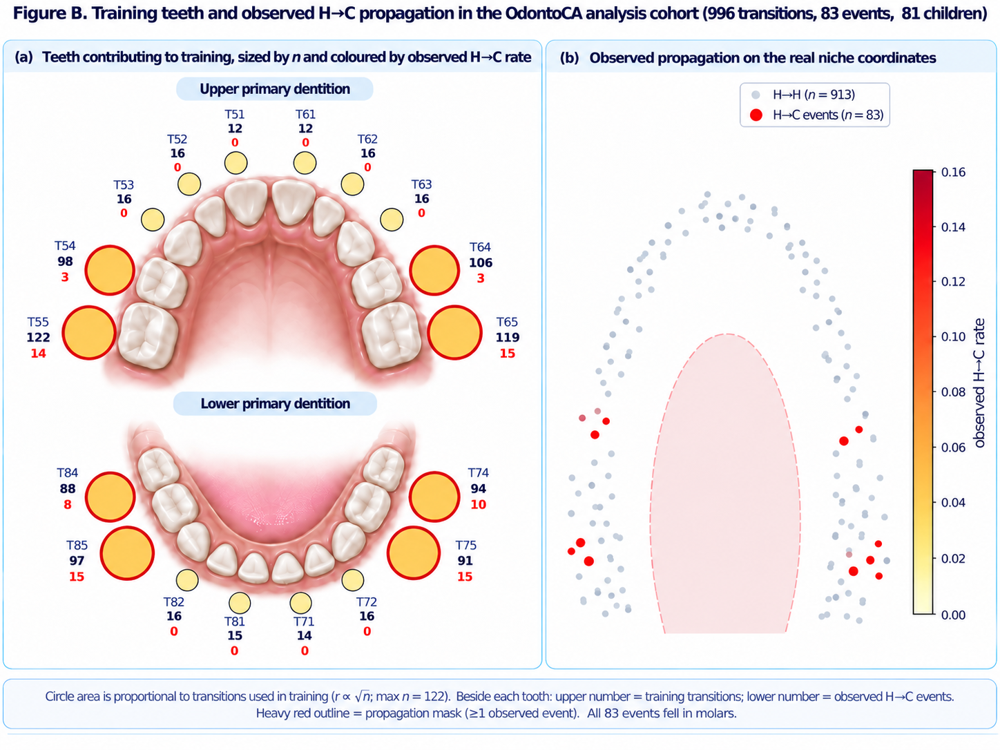 Figure B. Training teeth and observed H→C propagation in the OdontoCA analysis cohort (996 transitions, 83 events, 81 children)
(a) Teeth contributing to training, sized by n and coloured by observed H→C rate
Upper primary dentition
T51
12
0
T61
12
0
T52
16
0
T62
16
0
T53
16
0
T63
16
0
T54
98
3
T64
106
3
T55
122
14
T65
119
15
Lower primary dentition
T84
88
8
T74
94
10
T85
97
15
T75
91
15
T82
16
0
T81
15
0
T71
14
0
T72
16
0
(b) Observed propagation on the real niche coordinates
H→H (n = 913)
H→C events (n = 83)
0.16
0.14
0.12
0.10
0.08
0.06
0.04
0.02
0.00
observed H↔C rate
Circle area is proportional to transitions used in training (r ∝ √n; max n = 122). Beside each tooth: upper number = training transitions; lower number = observed H→C events.
Heavy red outline = propagation mask (≥1 observed event). All 83 events fell in molars.